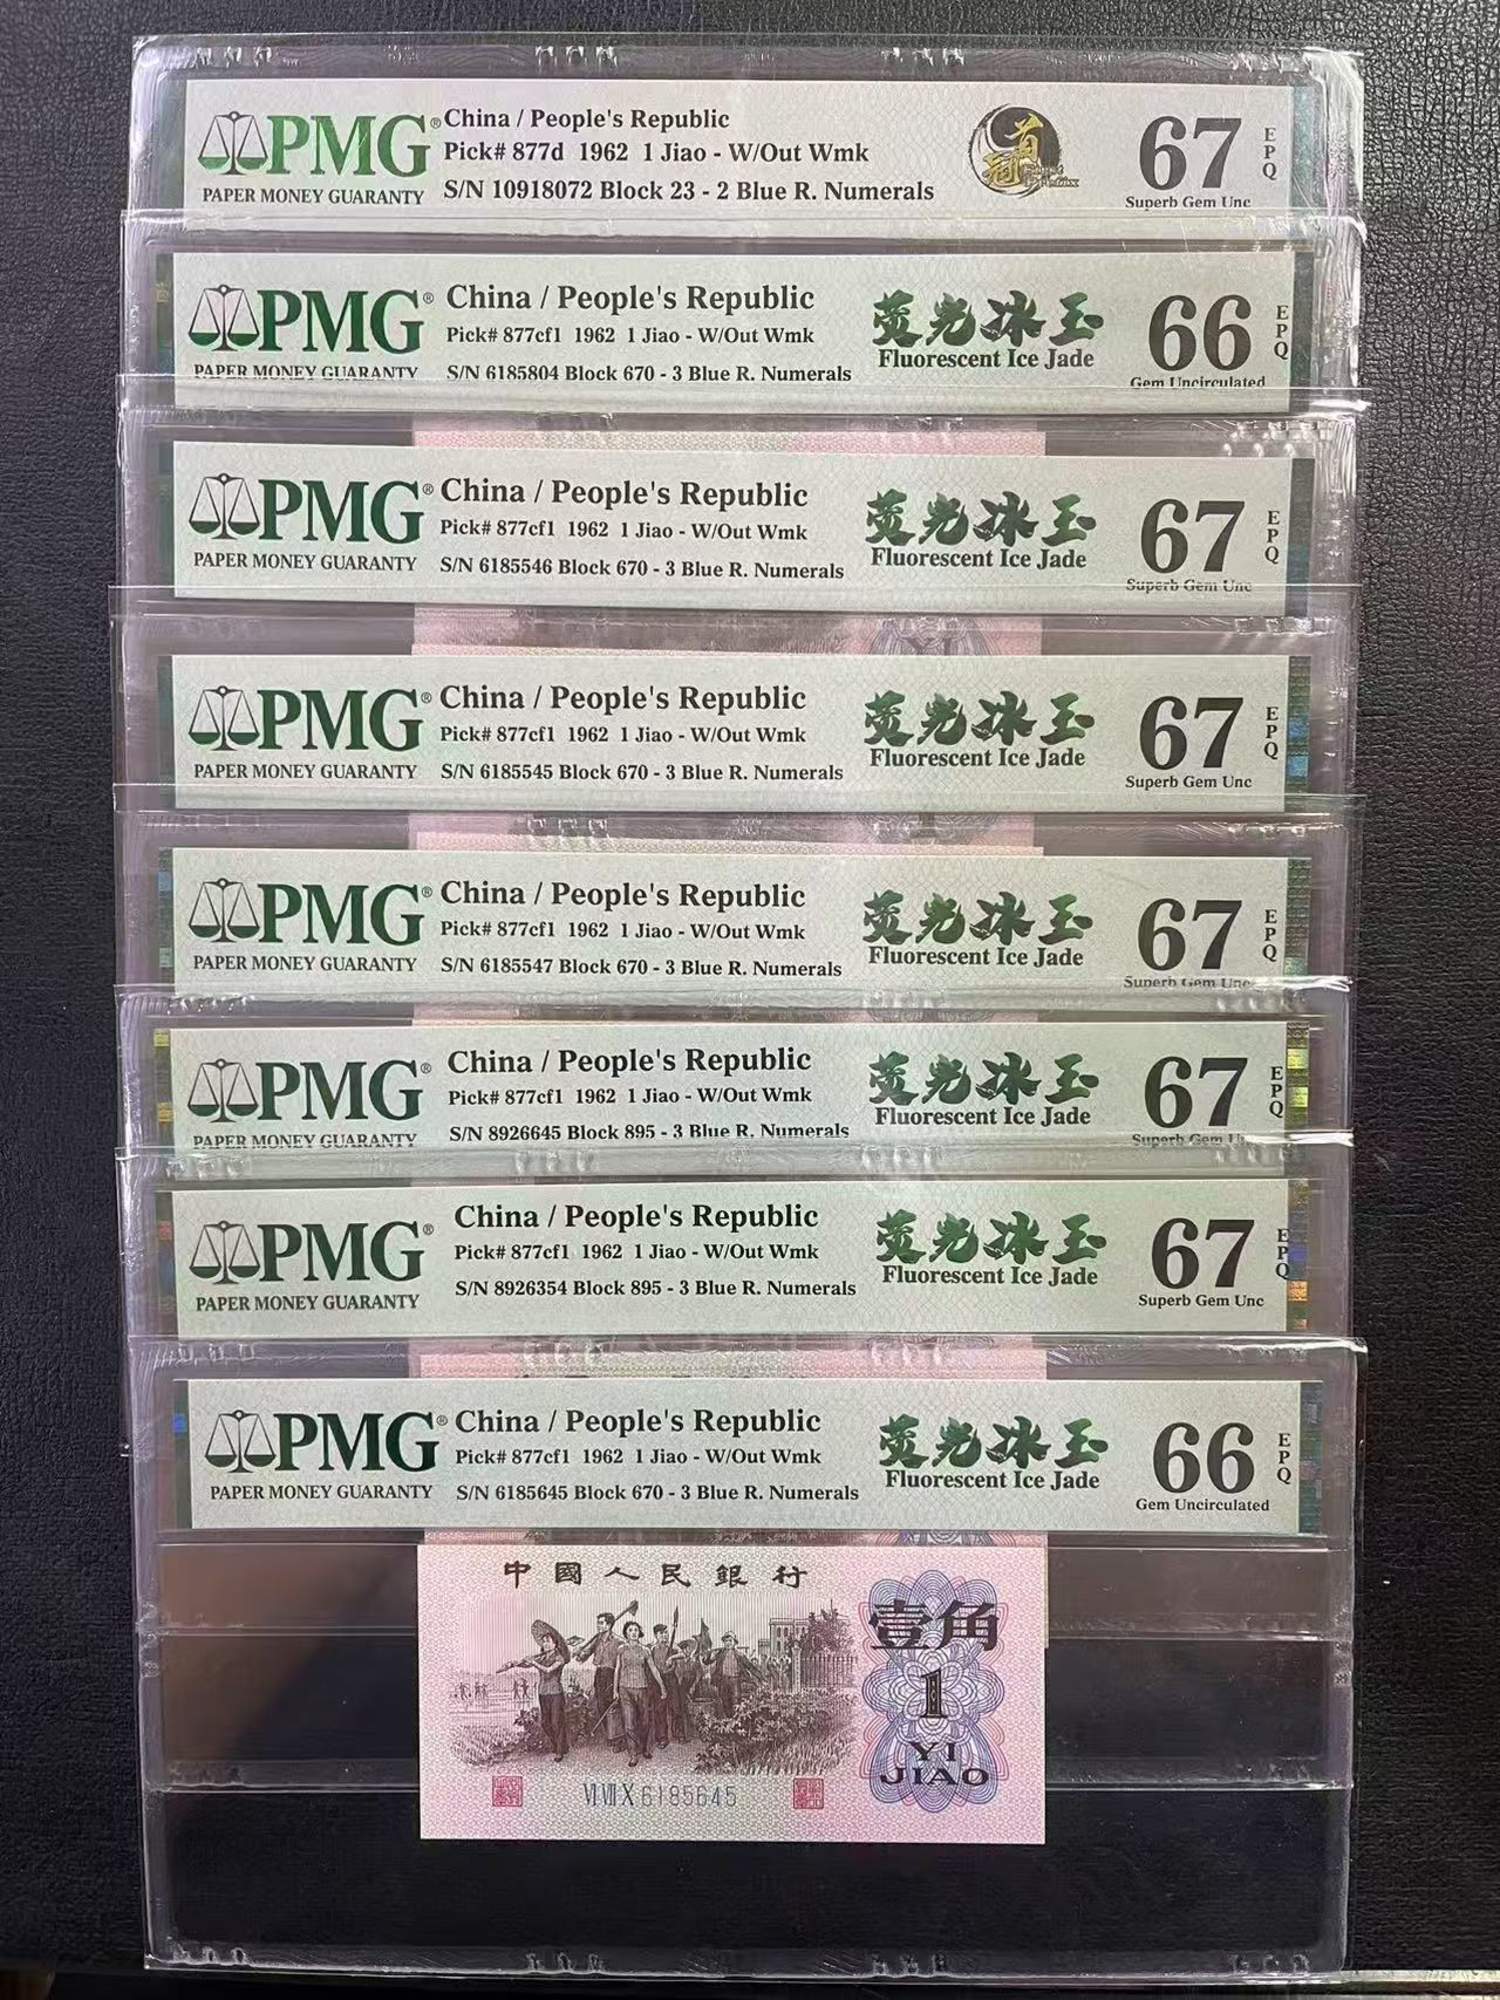 PMG®
PAPER MONEY GUARANTY
China / People's Republic
Pick# 877d 1962 1 Jiao - W/Out Wmk
S/N 10918072 Block 23 - 2 Blue R. Numerals
首冠
67
EPQ
Superb Gem Unc
PMG®
PAPER MONEY GUARANTY
China / People's Republic
Pick# 877cf1 1962 1 Jiao - W/Out Wmk
S/N 6185804 Block 670 - 3 Blue R. Numerals
荧光冰玉
Fluorescent Ice Jade
66
EPQ
Gem Uncirculated
PMG®
PAPER MONEY GUARANTY
China / People's Republic
Pick# 877cf1 1962 1 Jiao - W/Out Wmk
S/N 6185546 Block 670 - 3 Blue R. Numerals
荧光冰玉
Fluorescent Ice Jade
67
EPQ
Superb Gem Unc
PMG®
PAPER MONEY GUARANTY
China / People's Republic
Pick# 877cf1 1962 1 Jiao - W/Out Wmk
S/N 6185545 Block 670 - 3 Blue R. Numerals
荧光冰玉
Fluorescent Ice Jade
67
EPQ
Superb Gem Unc
PMG®
PAPER MONEY GUARANTY
China / People's Republic
Pick# 877cf1 1962 1 Jiao - W/Out Wmk
S/N 6185547 Block 670 - 3 Blue R. Numerals
荧光冰玉
Fluorescent Ice Jade
67
EPQ
Superb Gem Unc
PMG®
PAPER MONEY GUARANTY
China / People's Republic
Pick# 877cf1 1962 1 Jiao - W/Out Wmk
S/N 8926645 Block 895 - 3 Blue R. Numerals
荧光冰玉
Fluorescent Ice Jade
67
EPQ
Superb Gem
PMG®
PAPER MONEY GUARANTY
China / People's Republic
Pick# 877cf1 1962 1 Jiao - W/Out Wmk
S/N 8926354 Block 895 - 3 Blue R. Numerals
荧光冰玉
Fluorescent Ice Jade
67
EPQ
Superb Gem Unc
PMG®
PAPER MONEY GUARANTY
China / People's Republic
Pick# 877cf1 1962 1 Jiao - W/Out Wmk
S/N 6185645 Block 670 - 3 Blue R. Numerals
荧光冰玉
Fluorescent Ice Jade
66
EPQ
Gem Uncirculated
中國人民銀行
壹角
1
YI
JIAO
ⅥⅦⅩ6185645